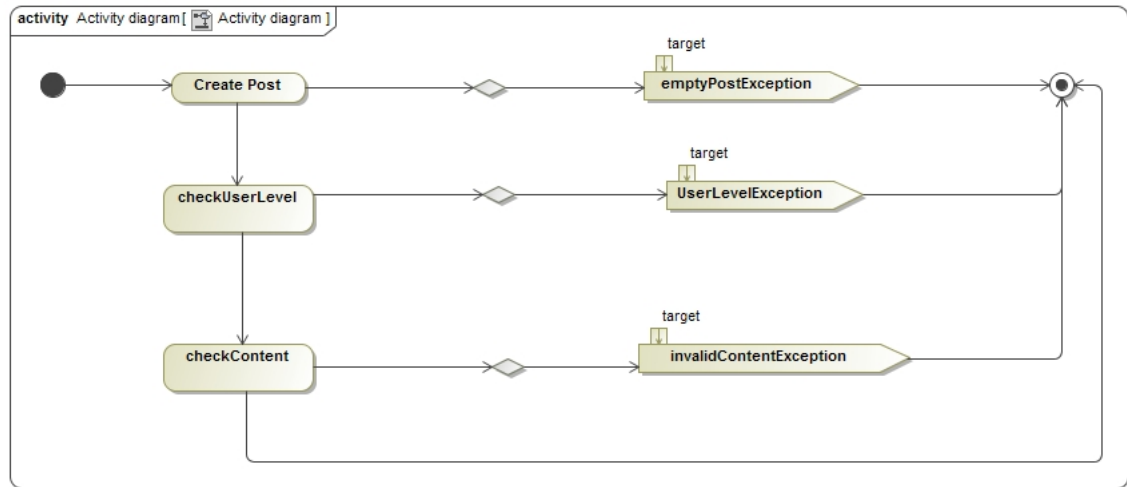 activity Activity diagram [ Activity diagram ]
target
Create Post
emptyPostException
target
checkUserLevel
UserLevelException
target
checkContent
invalidContentException